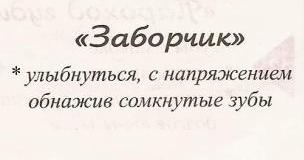 «Заборчик»
* улыбнуться, с напряжением
обнажив сомкнутые зубы